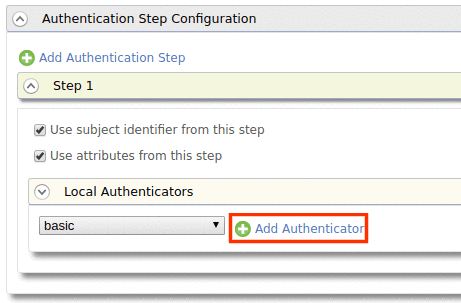 Authentication Step Configuration
Add Authentication Step
Step 1
Use subject identifier from this step
Use attributes from this step
Local Authenticators
basic Add Authenticator